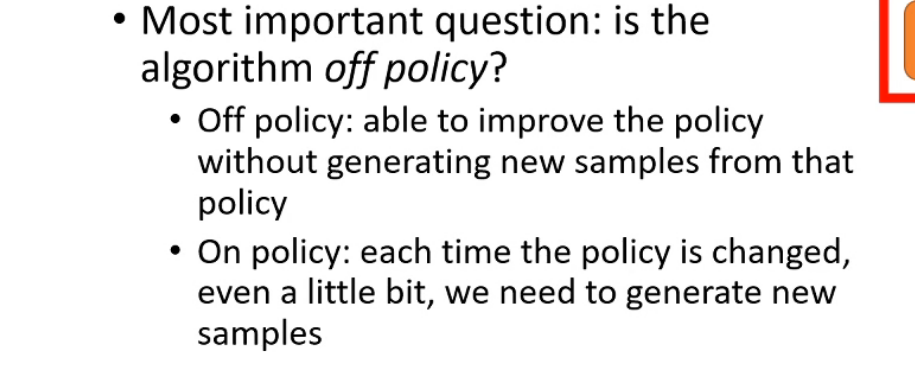 • Most important question: is the
algorithm off policy?
• Off policy: able to improve the policy
without generating new samples from that
policy
• On policy: each time the policy is changed,
even a little bit, we need to generate new
samples